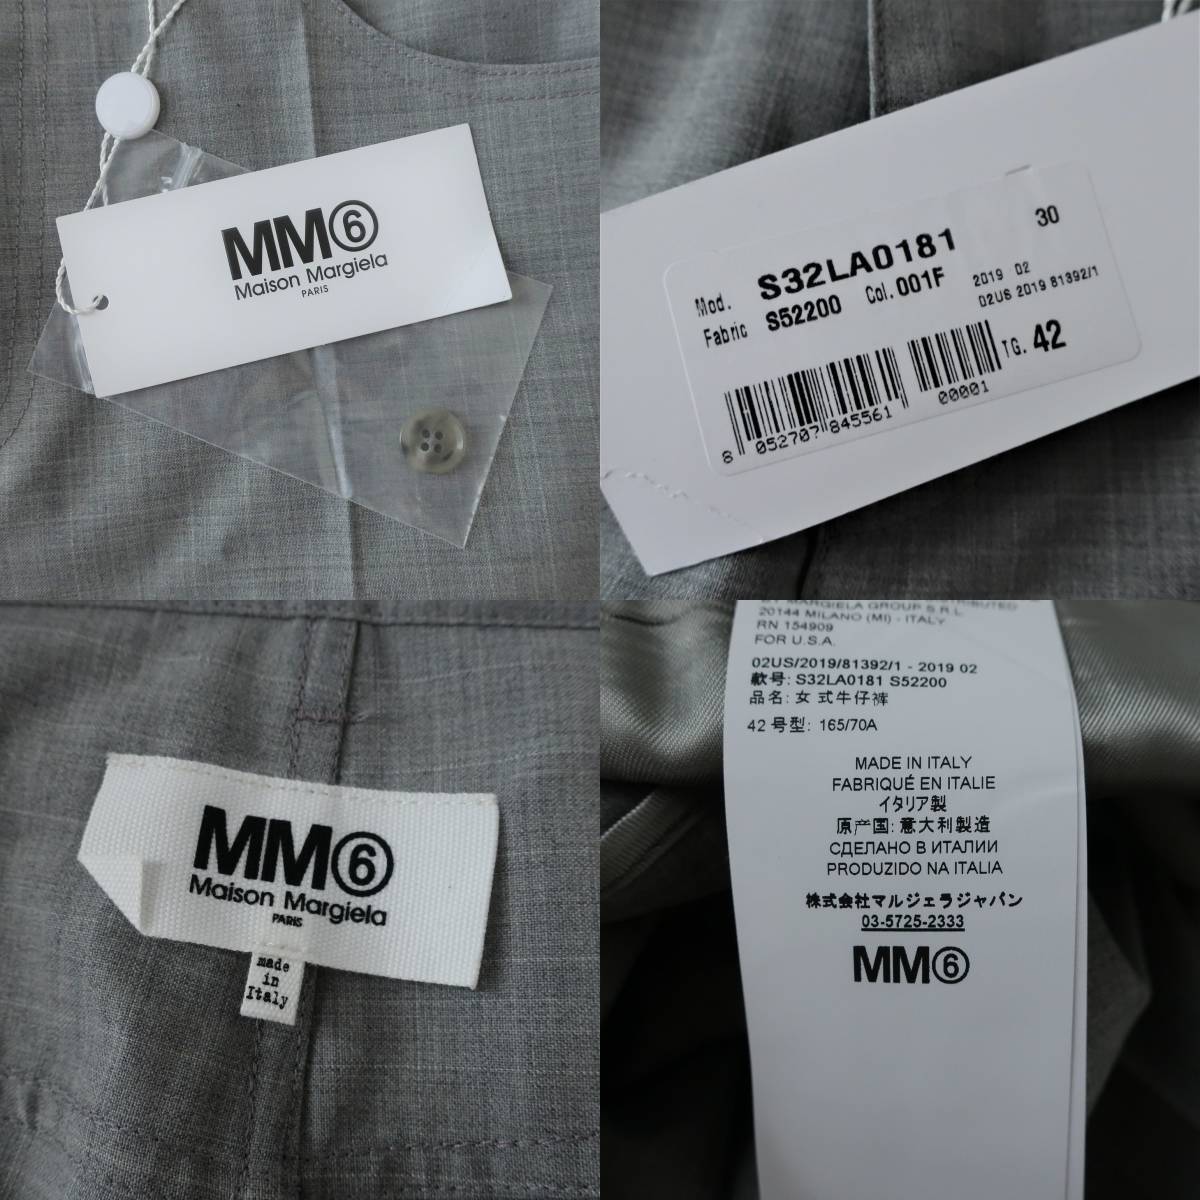 MM⑥
Maison Margiela
PARIS
30
Mod. S32LA0181
Fabric S52200 Col. 001F
2019 02
02US 2019 81392/1
TG. 42
8 052707 845561 00001
MM⑥
Maison Margiela
PARIS
made
in
Italy
MARGIELA GROUP S.R.L.
20144 MILANO (MI) - ITALY
RN 154909
FOR U.S.A.
02US/2019/81392/1 - 2019 02
款号: S32LA0181 S52200
品名: 女 式牛仔裤
42 号型: 165/70A
MADE IN ITALY
FABRIQUÉ EN ITALIE
イタリア製
原产国: 意大利製造
СДЕЛАНО В ИТАЛИИ
PRODUZIDO NA ITALIA
株式会社マルジェラジャパン
03-5725-2333
MM⑥